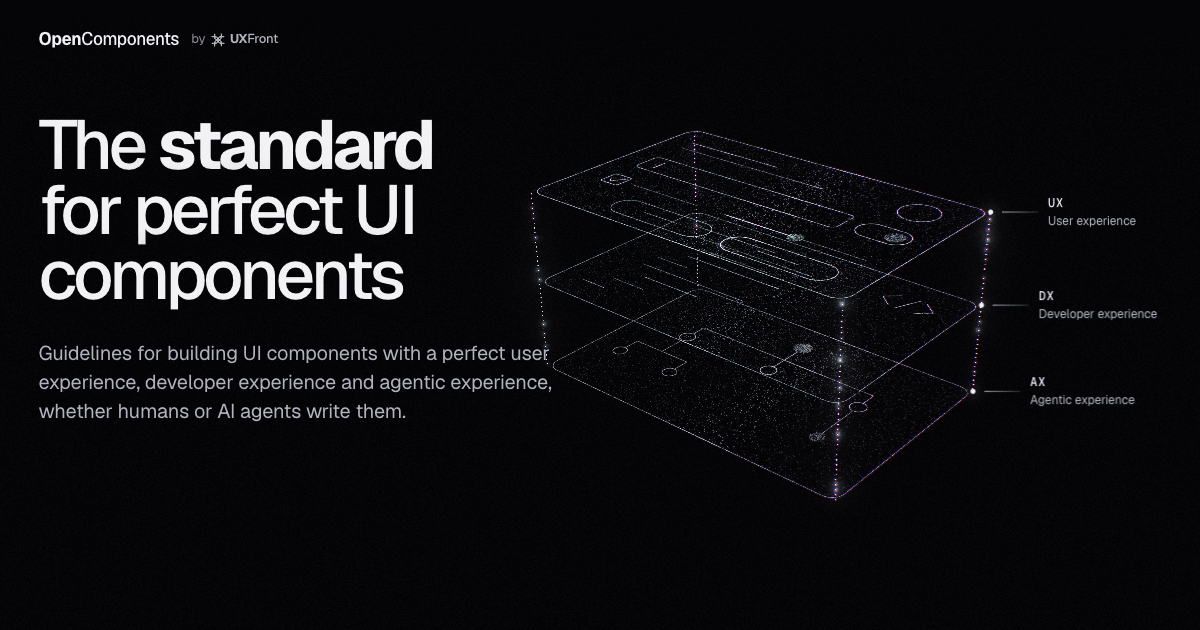 OpenComponents by UXFront
The standard
for perfect UI
components
Guidelines for building UI components with a perfect user
experience, developer experience and agentic experience,
whether humans or AI agents write them.
UX
User experience
DX
Developer experience
AX
Agentic experience